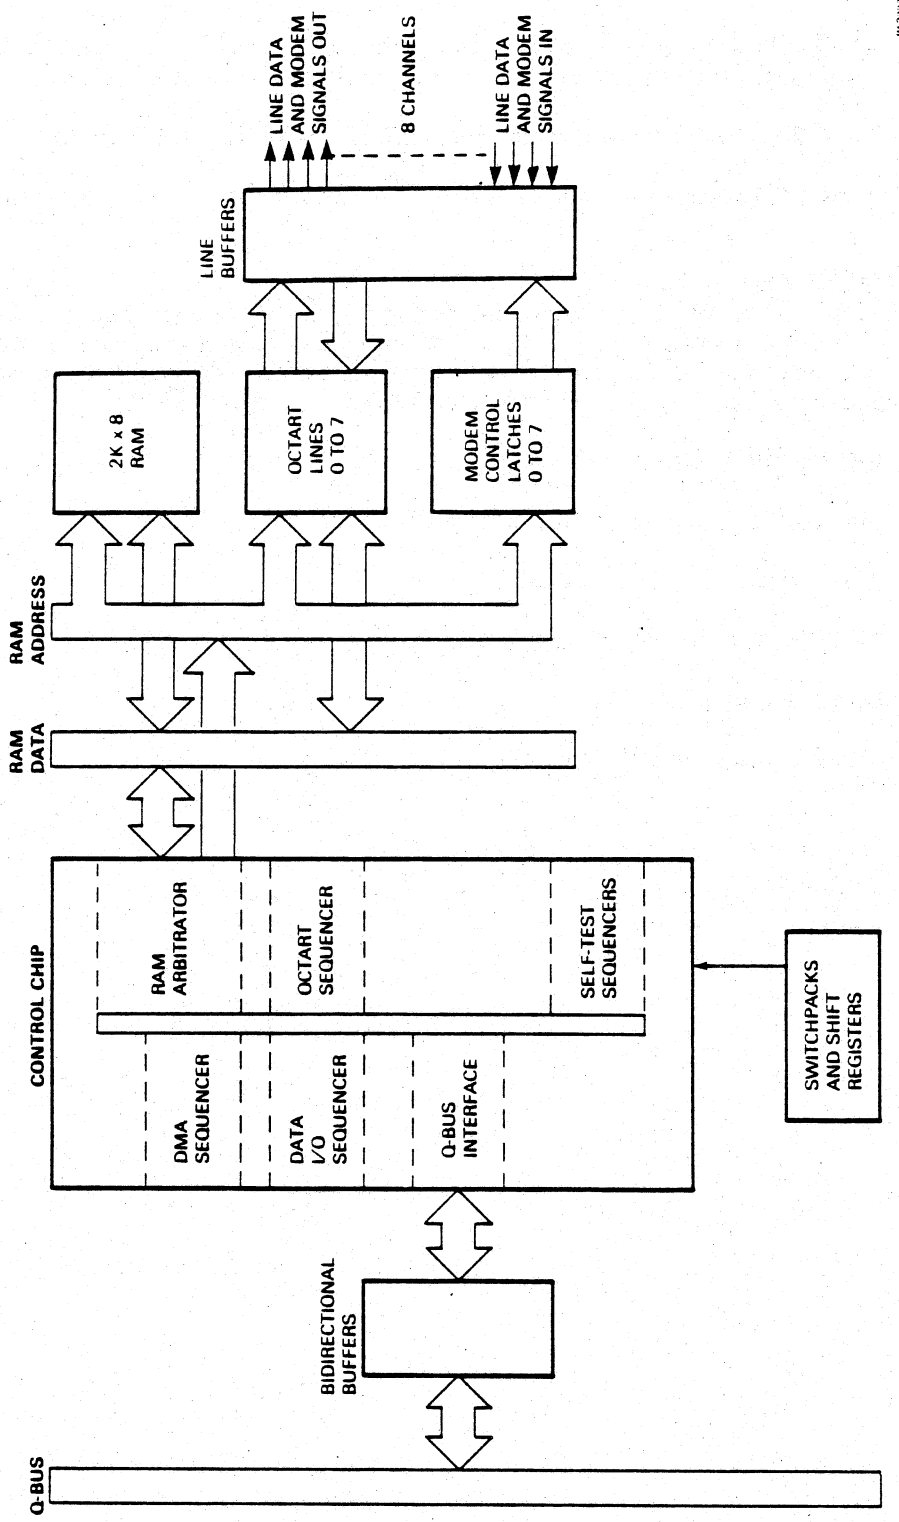 Q-BUS
BIDIRECTIONAL
BUFFERS
CONTROL CHIP
DMA
SEQUENCER
DATA
I/O
SEQUENCER
Q-BUS
INTERFACE
RAM
ARBITRATOR
OCTART
SEQUENCER
SELF-TEST
SEQUENCERS
SWITCHPACKS
AND SHIFT
REGISTERS
RAM
DATA
RAM
ADDRESS
2K x 8
RAM
OCTART
LINES
0 TO 7
MODEM
CONTROL
LATCHES
0 TO 7
LINE
BUFFERS
LINE DATA
AND MODEM
SIGNALS OUT
8 CHANNELS
LINE DATA
AND MODEM
SIGNALS IN